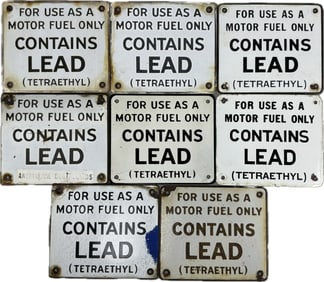 FOR USE AS A
MOTOR FUEL ONLY
CONTAINS
LEAD
(TETRAETHYL)
FOR USE AS A
MOTOR FUEL ONLY
CONTAINS
LEAD
(TETRAETHYL)
FOR USE AS A
MOTOR FUEL ONLY
CONTAINS
LEAD
(TETRAETHYL)
FOR USE AS A
MOTOR FUEL ONLY
CONTAINS
LEAD
FOR USE AS A
MOTOR FUEL ONLY
CONTAINS
LEAD
(TETRAETHYL)
FOR USE AS A
MOTOR FUEL ONLY
CONTAINS
LEAD
(TETRAETHYL)
FOR USE AS A
MOTOR FUEL ONLY
CONTAINS
LEAD
(TETRAETHYL)
FOR USE AS A
MOTOR FUEL ONLY
CONTAINS
LEAD
(TETRAETHYL)